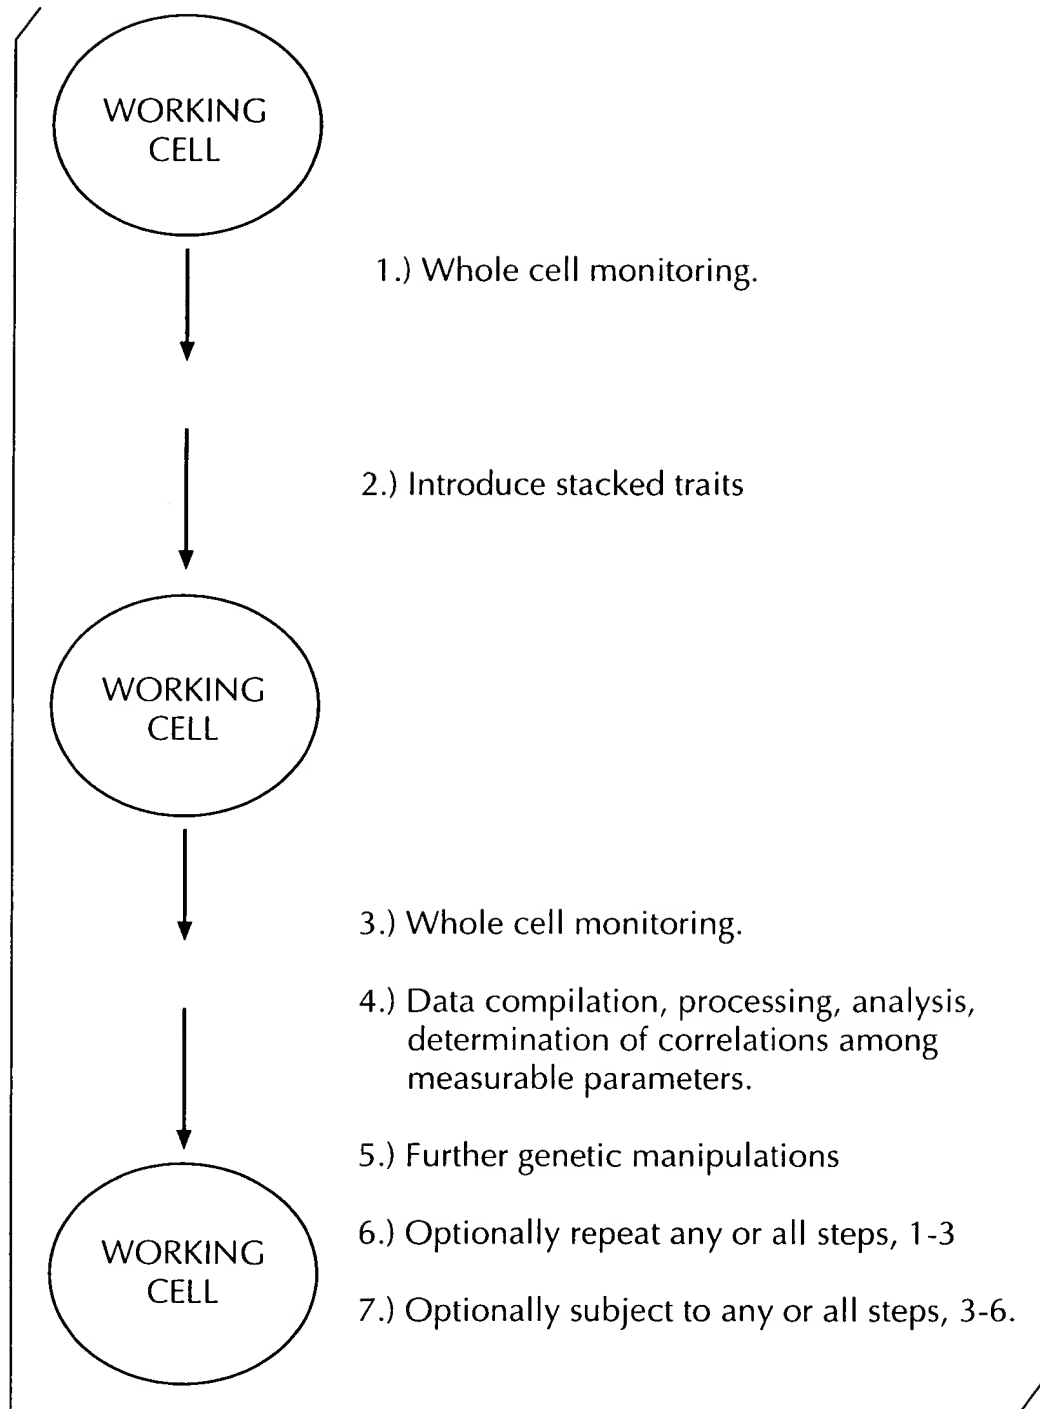 WORKING
CELL
1.) Whole cell monitoring.
2.) Introduce stacked traits
WORKING
CELL
3.) Whole cell monitoring.
4.) Data compilation, processing, analysis,
determination of correlations among
measurable parameters.
5.) Further genetic manipulations
6.) Optionally repeat any or all steps, 1-3
WORKING
CELL
7.) Optionally subject to any or all steps, 3-6.